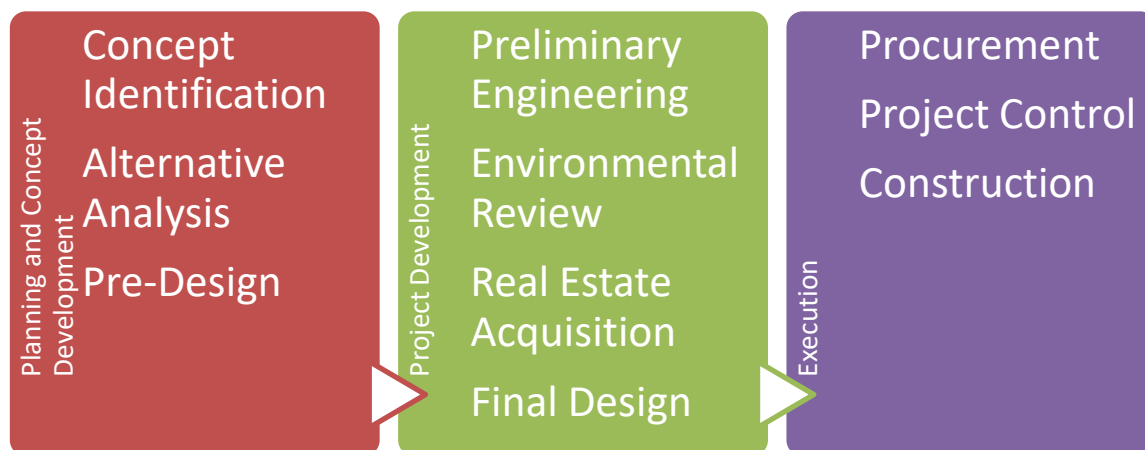 Planning and Concept
Development
Concept
Identification
Alternative
Analysis
Pre-Design
Project Development
Preliminary
Engineering
Environmental
Review
Real Estate
Acquisition
Final Design
Execution
Procurement
Project Control
Construction